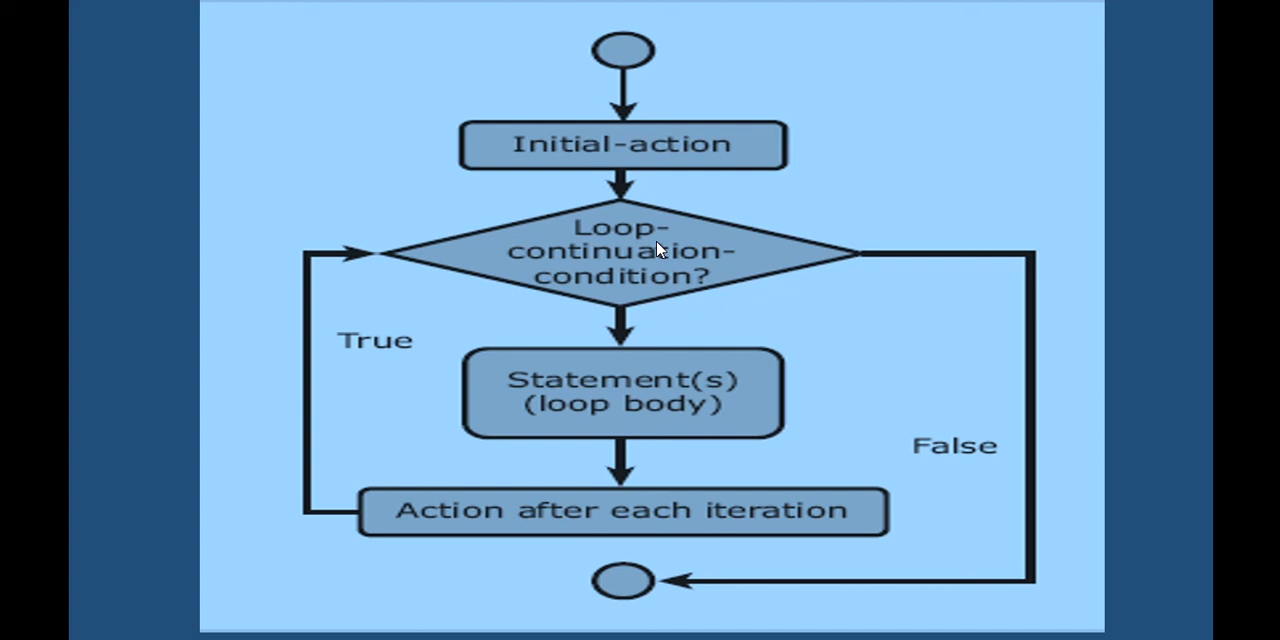 Initial-action
Loop-
continuation-
condition?
True
Statement(s)
(loop body)
False
Action after each iteration